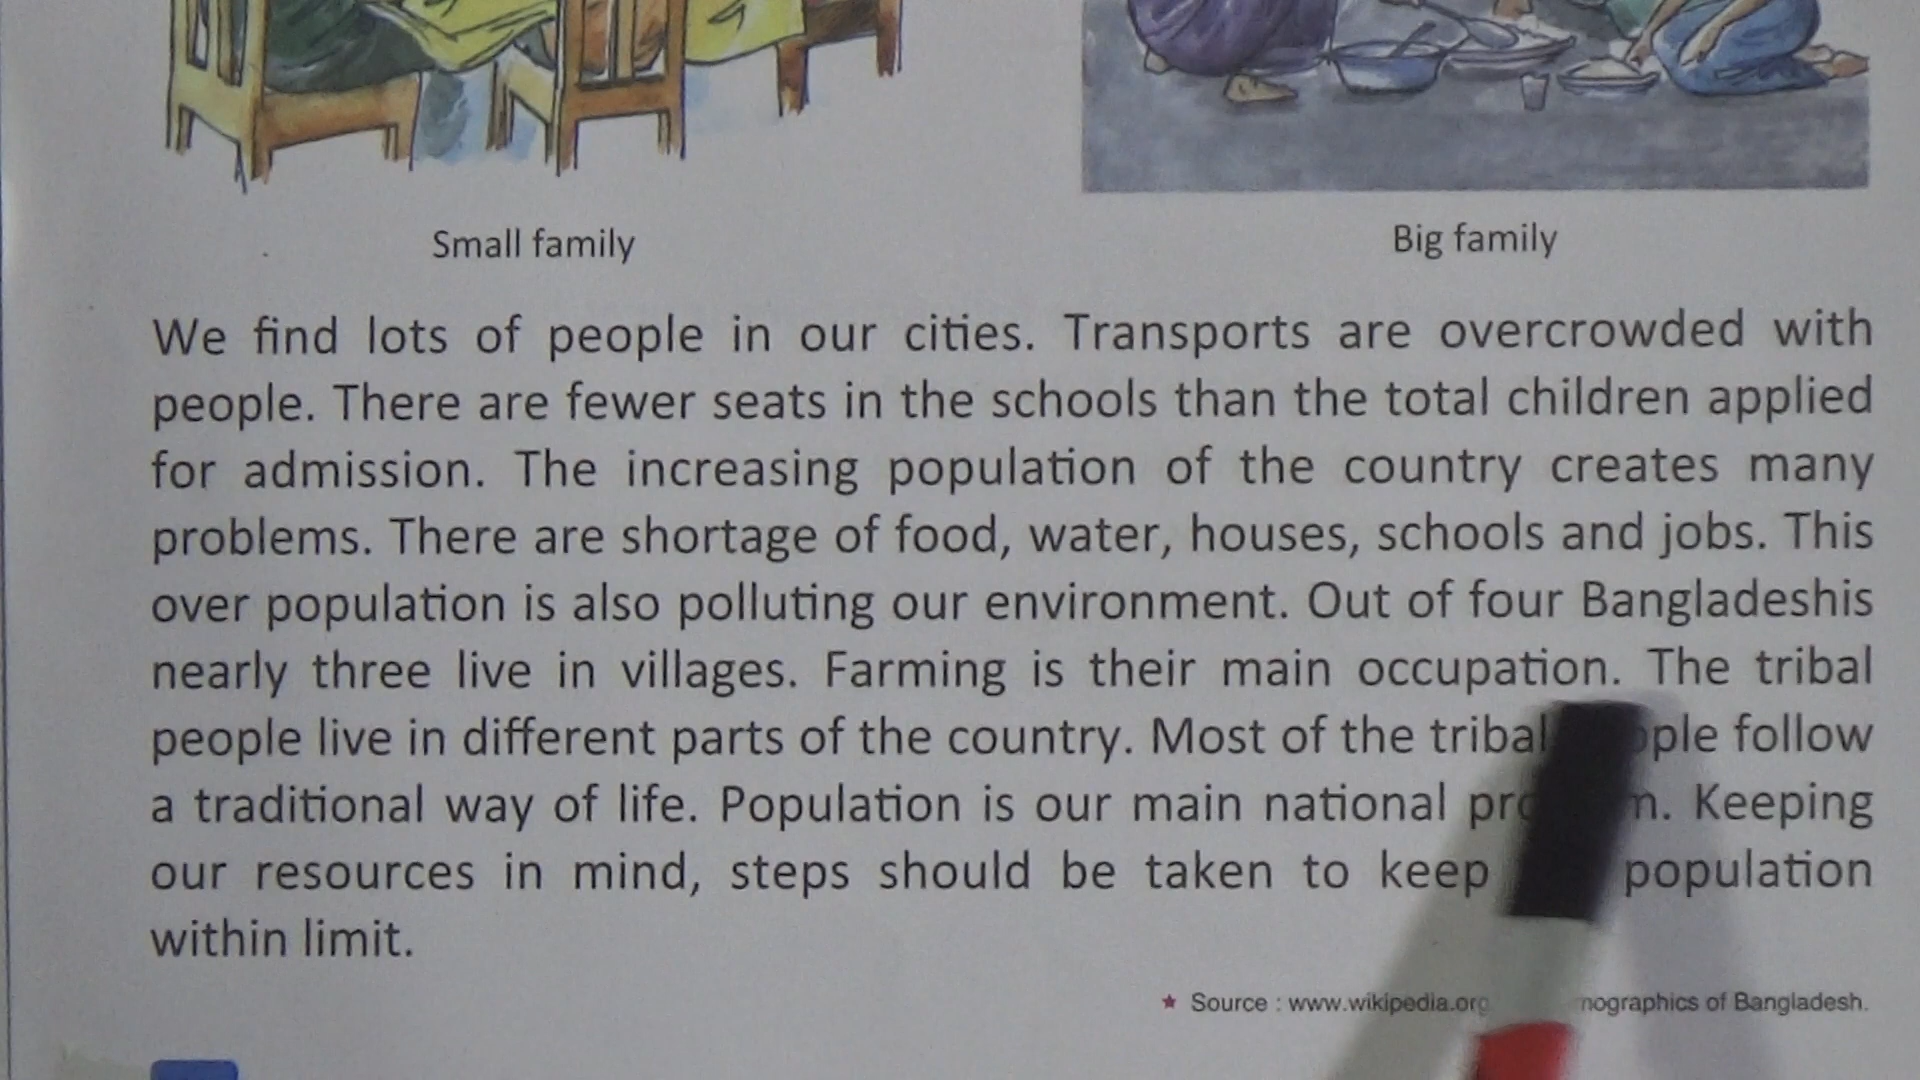 Small family
Big family
We find lots of people in our cities. Transports are overcrowded with
people. There are fewer seats in the schools than the total children applied
for admission. The increasing population of the country creates many
problems. There are shortage of food, water, houses, schools and jobs. This
over population is also polluting our environment. Out of four Bangladeshis
nearly three live in villages. Farming is their main occupation. The tribal
people live in different parts of the country. Most of the tribal follow
a traditional way of life. Population is our main national Keeping
our resources in mind, steps should be taken to keep population
within limit.
★ Source : www.wikipedia.org of Bangladesh.